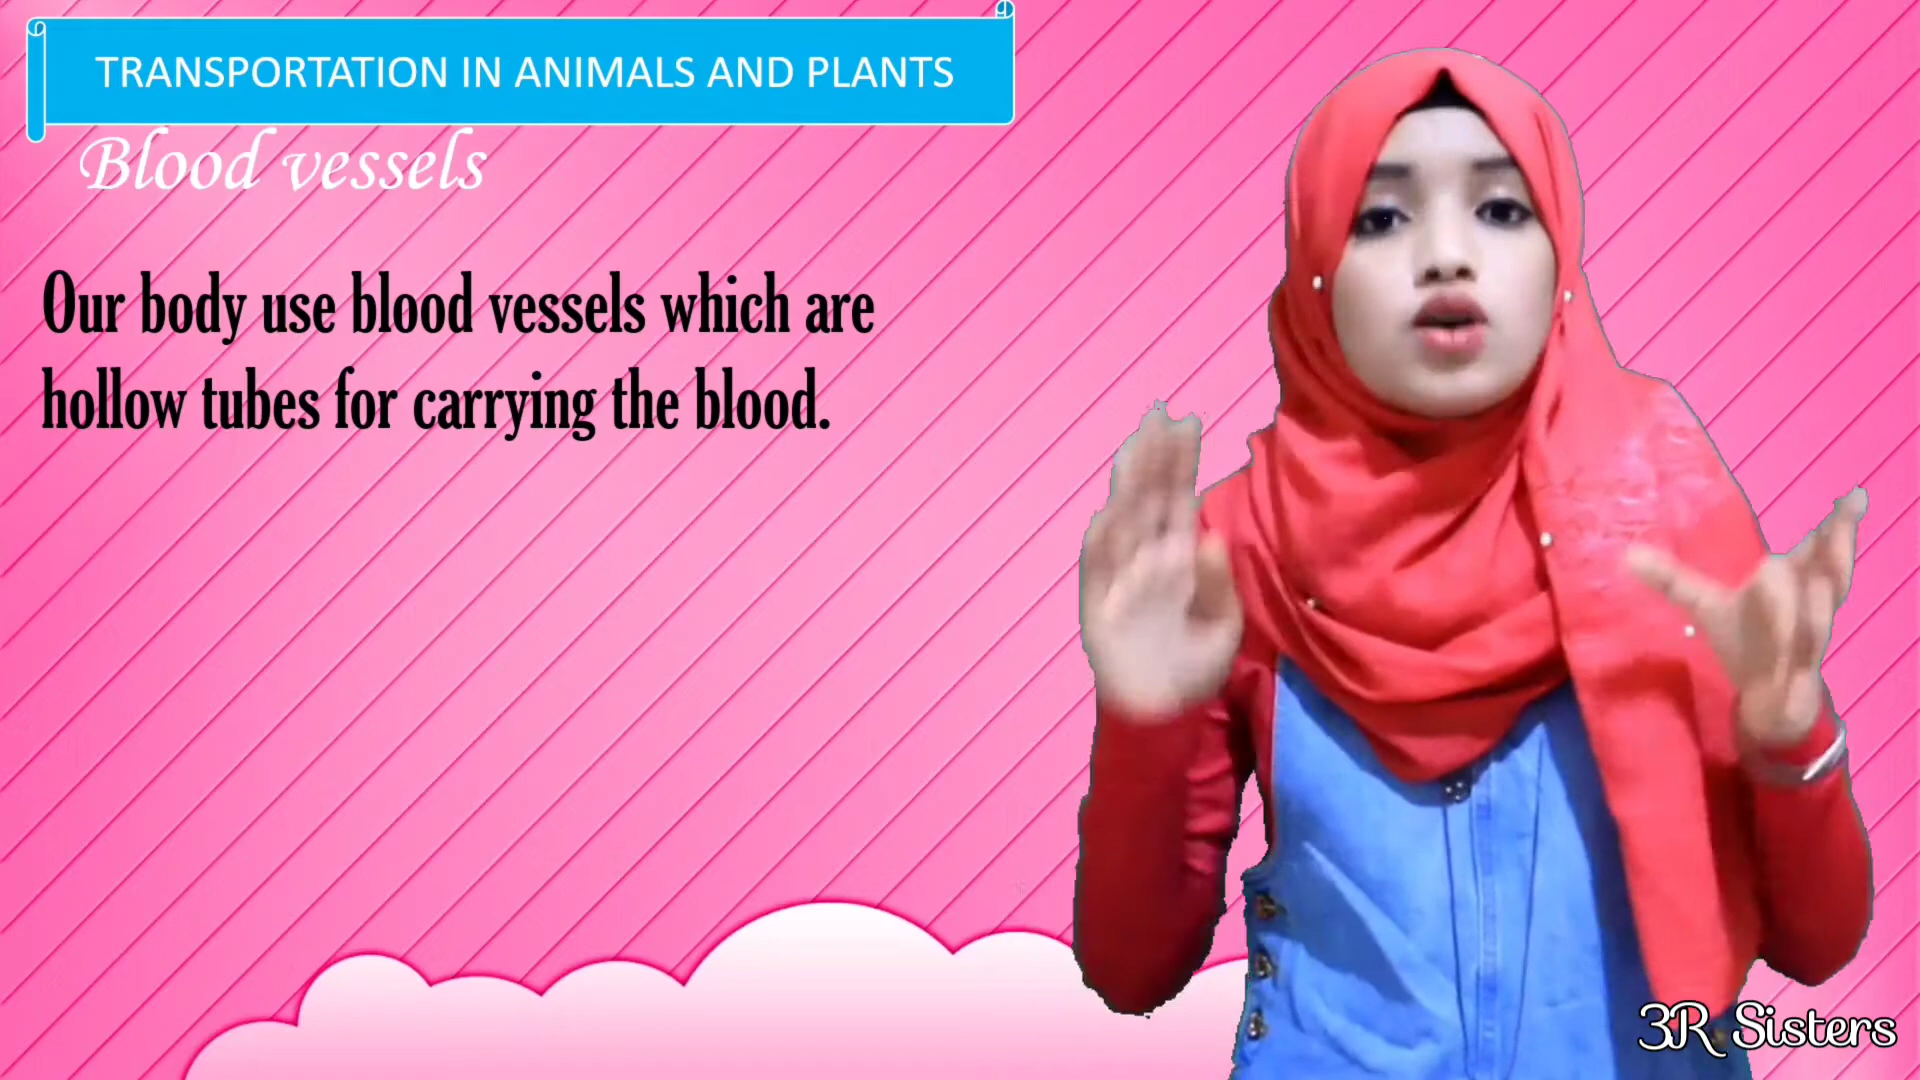 TRANSPORTATION IN ANIMALS AND PLANTS
Blood vessels
Our body use blood vessels which are
hollow tubes for carrying the blood.
3R Sisters